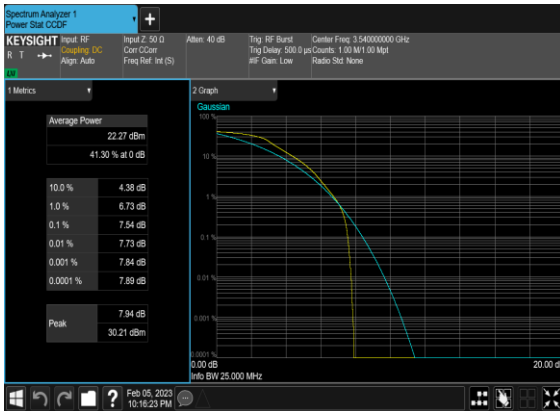 Spectrum Analyzer 1
Power Stat CCDF
+
KEYSIGHT
R T
LNI
Input: RF
Coupling: DC
Align: Auto
Input Z: 50 Ω
Corr CCorr
Freq Ref: Int (S)
Atten: 40 dB
Trig: RF Burst
Trig Delay: 500.0 µs
#IF Gain: Low
Center Freq: 3.540000000 GHz
Counts: 1.00 M/1.00 Mpt
Radio Std: None
1 Metrics
Average Power
22.27 dBm
41.30 % at 0 dB
10.0 % 4.38 dB
1.0 % 6.73 dB
0.1 % 7.54 dB
0.01 % 7.73 dB
0.001 % 7.84 dB
0.0001 % 7.89 dB
Peak
7.94 dB
30.21 dBm
2 Graph
Gaussian
100 %
10 %
1 %
0.1 %
0.01 %
0.001 %
0.0001 %
0.00 dB
20.00 d
Info BW 25.000 MHz
?
Feb 05, 2023
10:16:23 PM